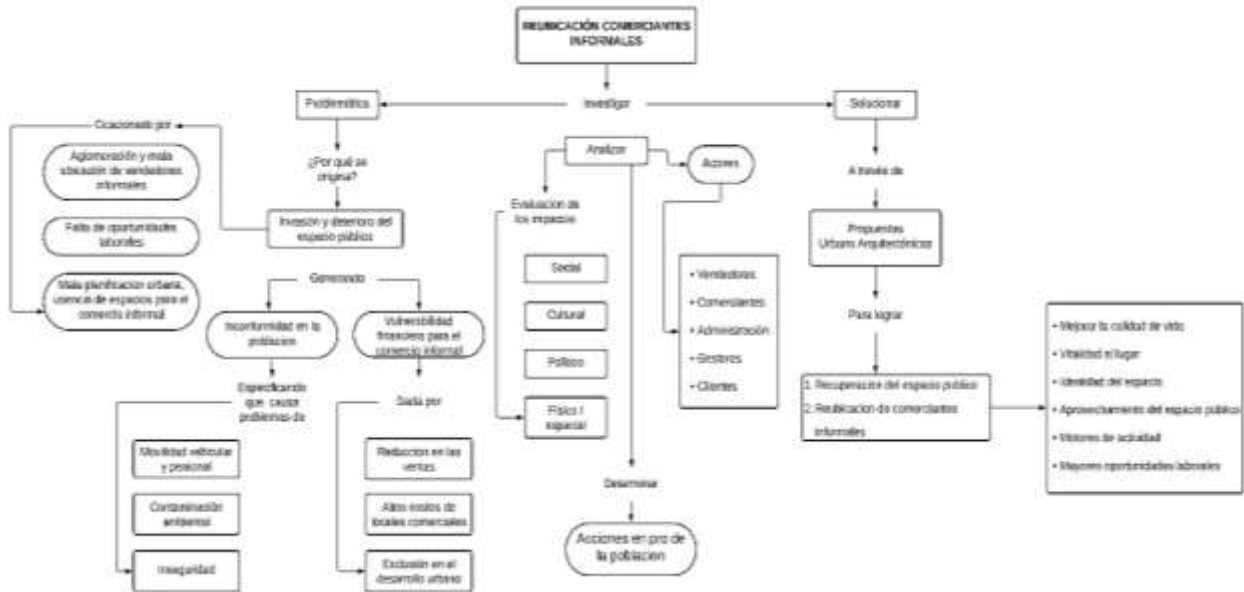 REUBICACIÓN COMERCIANTES
INFORMALES
Problemática
Investigar
Solucionar
Ocacionado por
Aglomeración y mala
ubicación de vendedores
informales
Falta de oportunidades
laborales
Mala planificación urbana,
usencia de espacios para el
comercio informal
¿Por qué se
origina?
Invasión y deterioro del
espacio público
Generando
Inconformidad en la
poblacion
Vulnerabilidad
financiera para el
comercio informal
Especificando
que causa
problemas de
Movilidad vehicular
y peatonal
Contaminación
ambiental
Inseguridad
Dada por
Reduccion en las
ventas
Altos costos de
locales comerciales
Exclusión en el
desarrollo urbano
Analizar
Actores
Evaluación de
los impactos
Social
Cultural
Político
Físico /
espacial
• Vendedores
• Comerciantes
• Administración
• Gestores
• Clientes
Determinar
Acciones en pro de
la poblacion
A través de
Propuestas
Urbano Arquitectónicas
Para lograr
1. Recuperación del espacio público
2. Reubicacion de comerciantes
informales
• Mejorar la calidad de vida
• Vitalidad al lugar
• Identidad del espacio
• Aprovechamiento del espacio público
• Motores de actividad
• Mayores oportunidades laborales